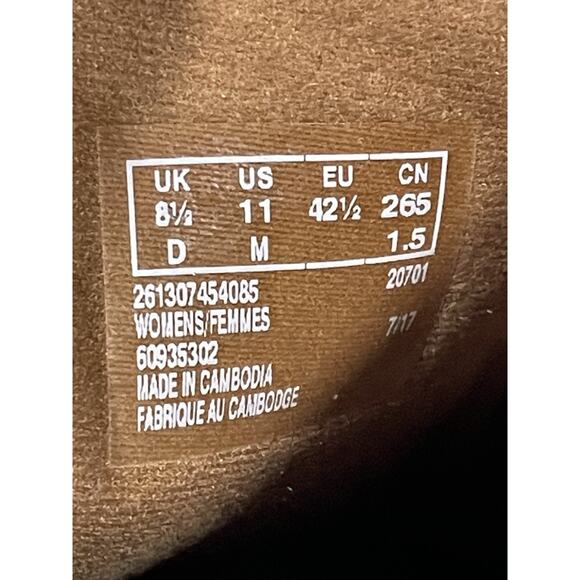 UK US EU CN
8½ 11 42½ 265
D M 1.5
261307454085 20701
WOMENS/FEMMES 7/17
60935302
MADE IN CAMBODIA
FABRIQUE AU CAMBODGE